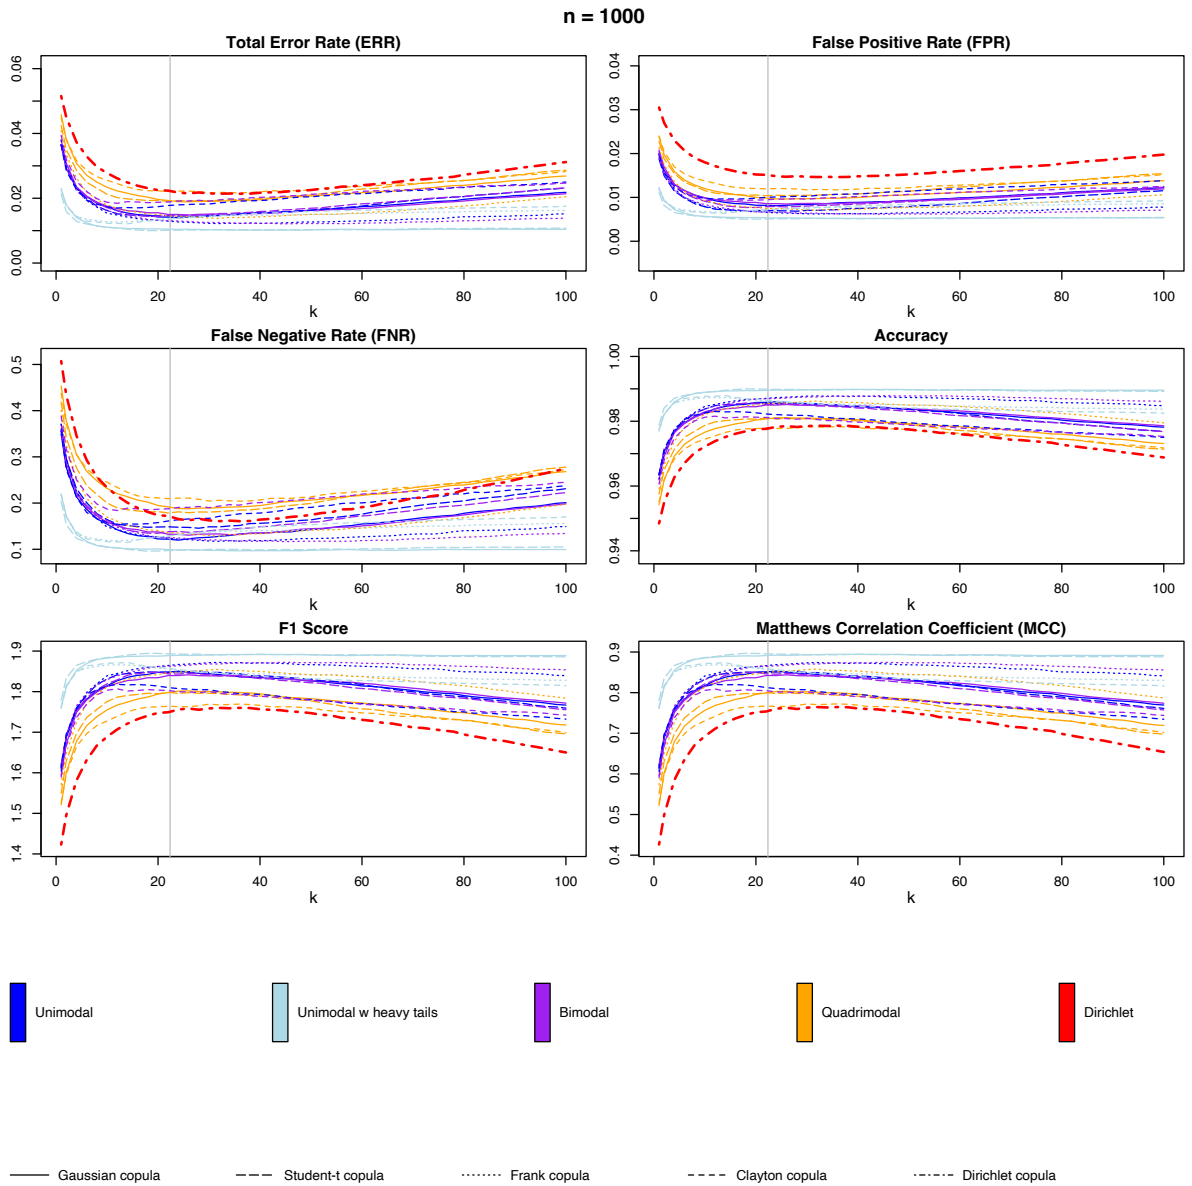 n = 1000
Total Error Rate (ERR)
0.06
0.04
0.02
0.00
0 20 40 60 80 100
k
False Positive Rate (FPR)
0.04
0.03
0.02
0.01
0.00
0 20 40 60 80 100
k
False Negative Rate (FNR)
0.5
0.4
0.3
0.2
0.1
0 20 40 60 80 100
k
Accuracy
1.00
0.98
0.96
0.94
0 20 40 60 80 100
k
F1 Score
1.9
1.8
1.7
1.6
1.5
1.4
0 20 40 60 80 100
k
Matthews Correlation Coefficient (MCC)
0.9
0.8
0.7
0.6
0.5
0.4
0 20 40 60 80 100
k
Unimodal Unimodal w heavy tails Bimodal Quadrimodal Dirichlet
Gaussian copula Student-t copula Frank copula Clayton copula Dirichlet copula